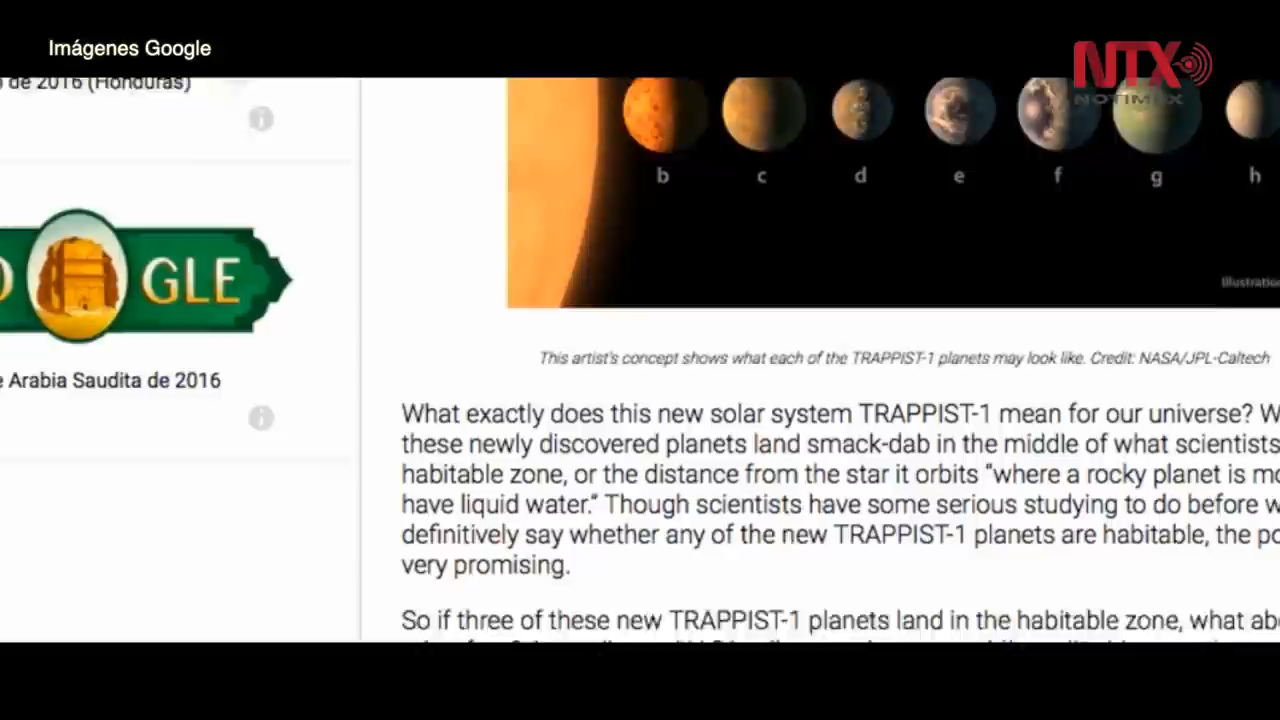 Imágenes Google
NTX
NOTIMEX
de 2016 (Honduras)
b c d e f g h
GLE
Arabia Saudita de 2016
This artist's concept shows what each of the TRAPPIST-1 planets may look like. Credit: NASA/JPL-Caltech
What exactly does this new solar system TRAPPIST-1 mean for our universe?
these newly discovered planets land smack-dab in the middle of what scientists
habitable zone, or the distance from the star it orbits “where a rocky planet is
have liquid water.” Though scientists have some serious studying to do before
definitively say whether any of the new TRAPPIST-1 planets are habitable, the
very promising.
So if three of these new TRAPPIST-1 planets land in the habitable zone, what